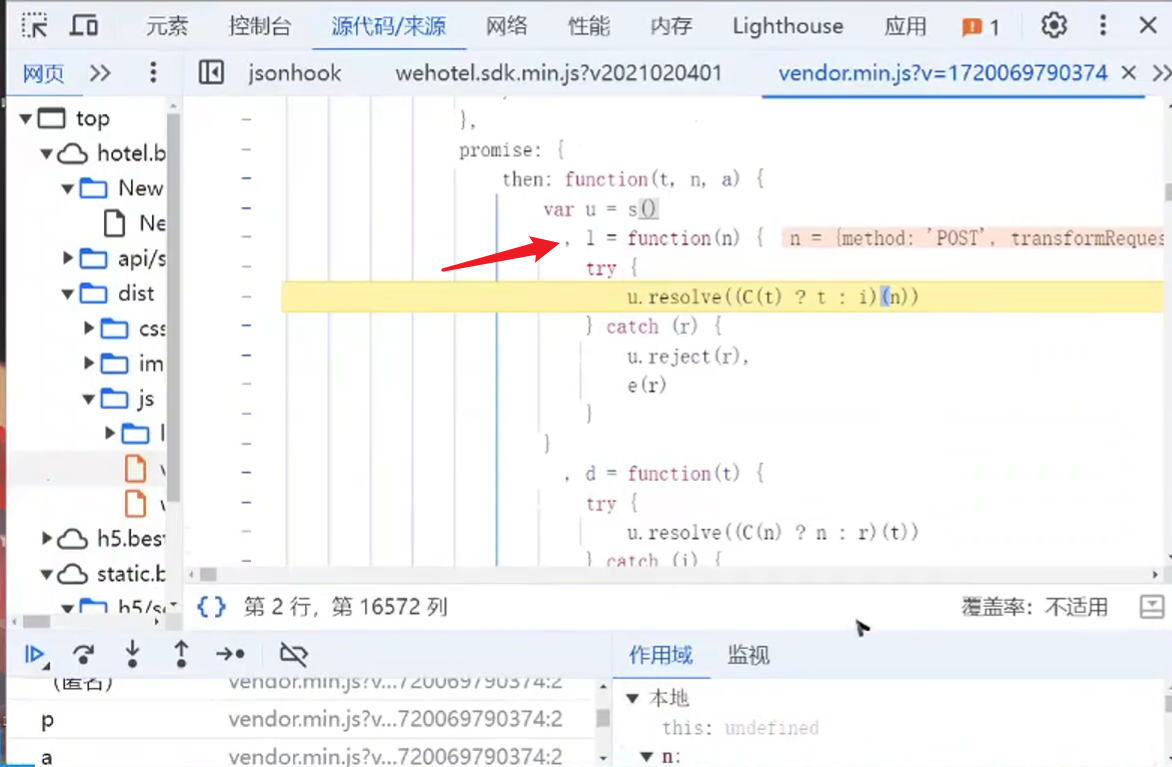 元素 控制台 源代码/来源 网络 性能 内存 Lighthouse 应用 1
网页 jsonhook wehotel.sdk.min.js?v2021020401 vendor.min.js?v=1720069790374
top
hotel.b
New
Ne
api/s
dist
css
im
js
h5.best
static.b
h5/se
},
promise: {
then: function(t, n, a) {
var u = s()
, l = function(n) { n = {method: 'POST', transformReques
try {
u.resolve((C(t) ? t : i)(n))
} catch (r) {
u.reject(r),
e(r)
}
}
, d = function(t) {
try {
u.resolve((C(n) ? n : r)(t))
} catch (i) {
{} 第 2 行，第 16572 列 覆盖率：不适用
作用域 监视
(匿名) vendor.min.js?v...720069790374:2
p vendor.min.js?v...720069790374:2
a vendor.min.js?v...720069790374:2
本地
this: undefined
n: